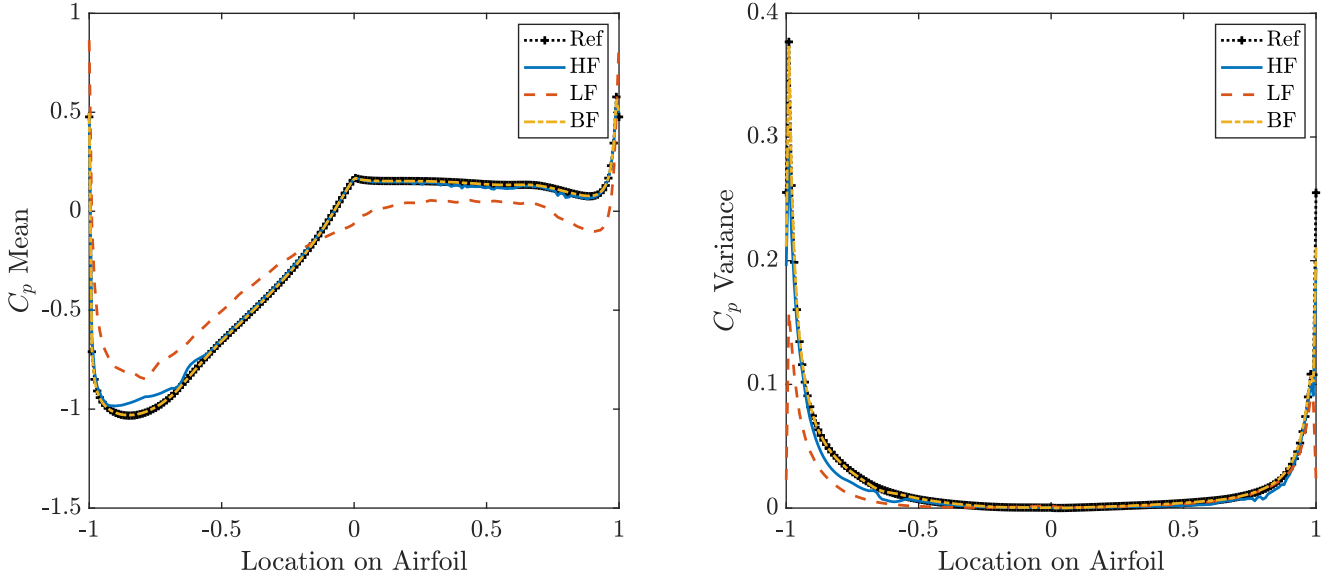 1
0.5
0
-0.5
-1
-1.5
C_p Mean
-1
-0.5
0
0.5
1
Location on Airfoil
Ref
HF
LF
BF
0.4
0.3
0.2
0.1
0
C_p Variance
-1
-0.5
0
0.5
1
Location on Airfoil
Ref
HF
LF
BF